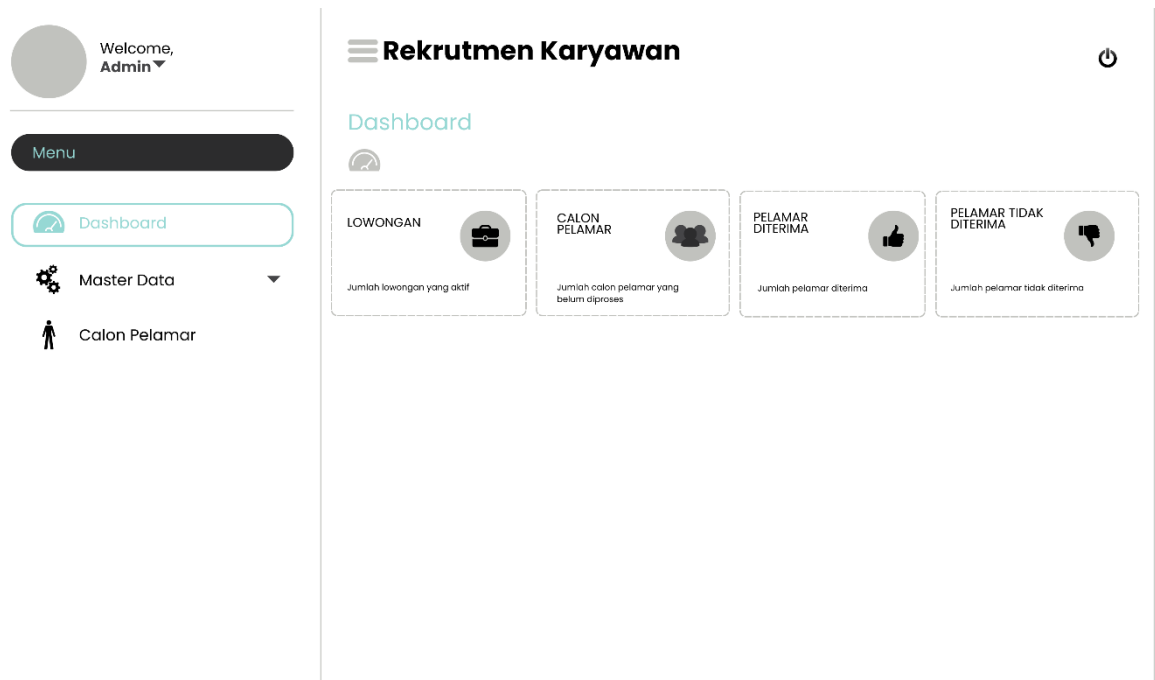 Welcome,
Admin
Menu
Dashboard
Master Data
Calon Pelamar
Rekrutmen Karyawan
Dashboard
LOWONGAN
Jumlah lowongan yang aktif
CALON
PELAMAR
Jumlah calon pelamar yang
belum diproses
PELAMAR
DITERIMA
Jumlah pelamar diterima
PELAMAR TIDAK
DITERIMA
Jumlah pelamar tidak diterima